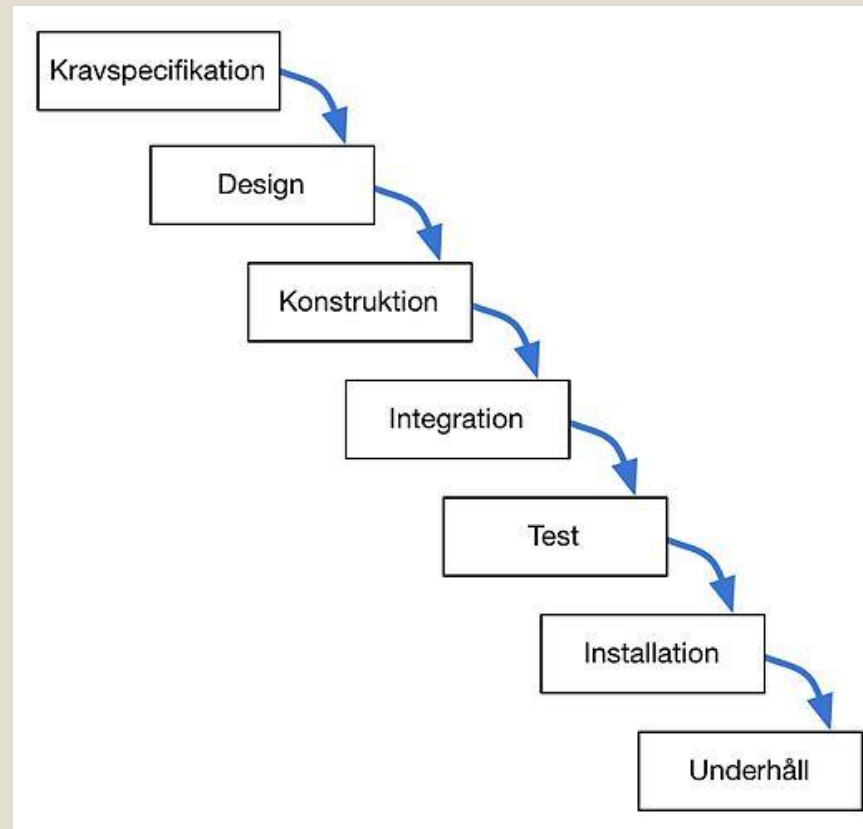 Kravspecifikation
Design
Konstruktion
Integration
Test
Installation
Underhåll